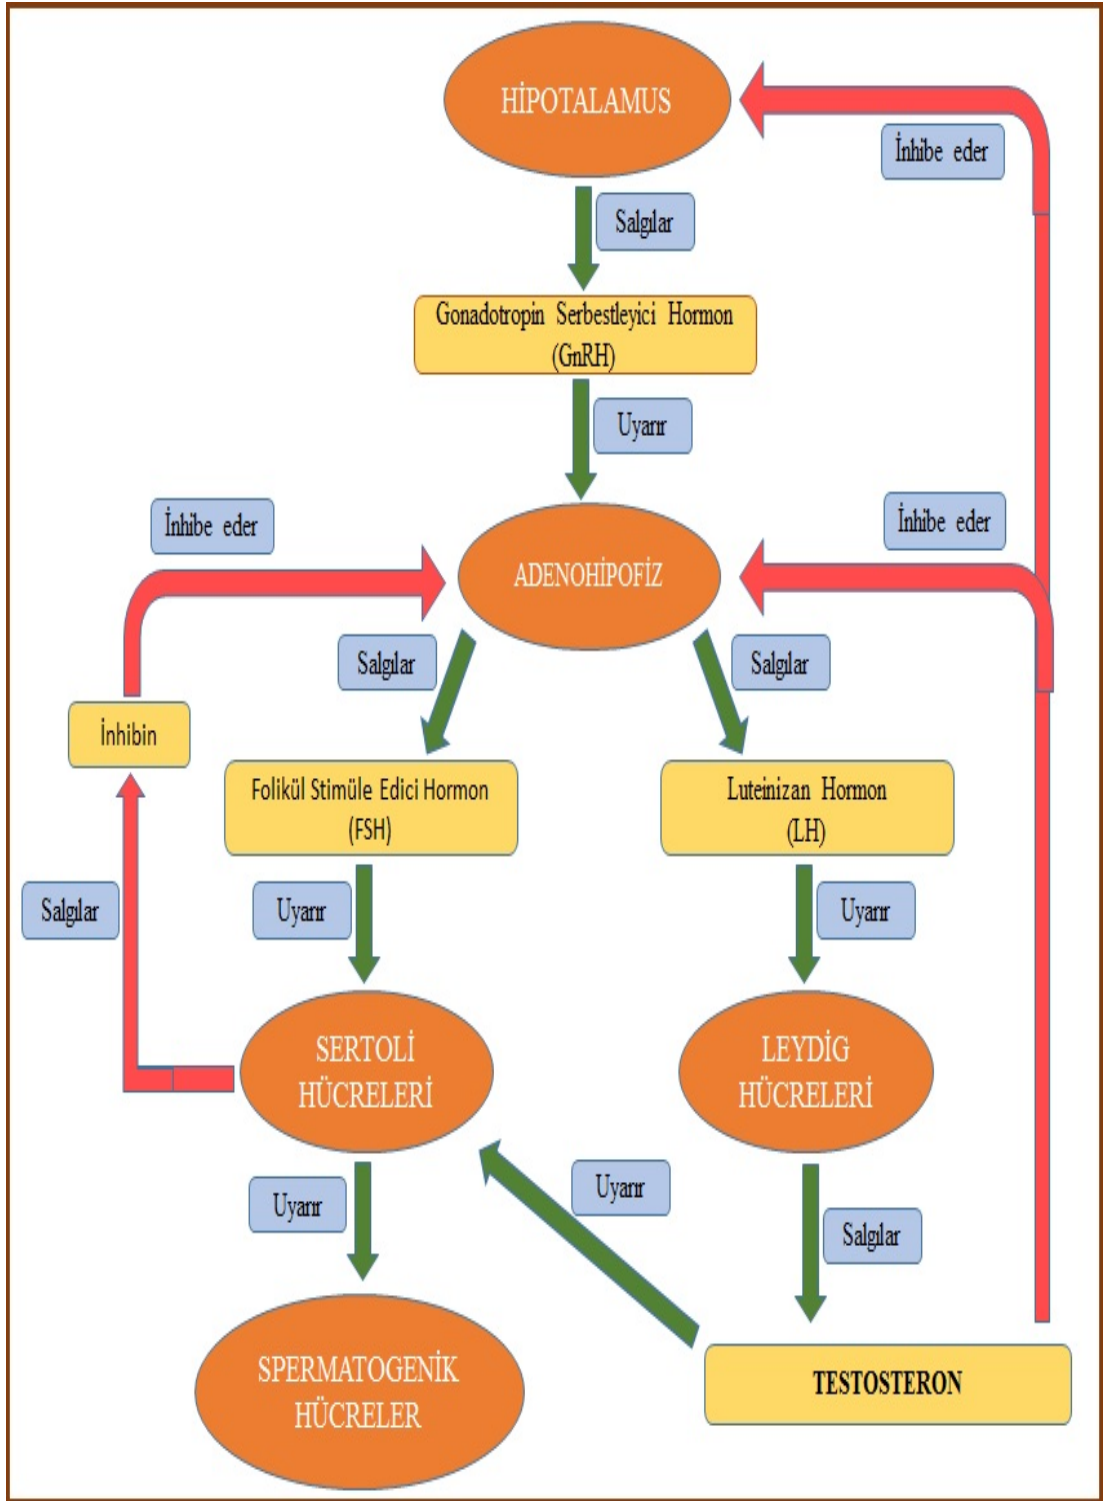 HİPOTALAMUS
İnhibe eder
Salgılar
Gonadotropin Serbestleyici Hormon
(GnRH)
Uyarır
İnhibe eder
İnhibe eder
ADENOHİPOFİZ
Salgılar
Salgılar
İnhibin
Folikül Stimüle Edici Hormon
(FSH)
Luteinizan Hormon
(LH)
Salgılar
Uyarır
Uyarır
SERTOLİ
HÜCRELERİ
LEYDİG
HÜCRELERİ
Uyarır
Uyarır
Salgılar
SPERMATOGENİK
HÜCRELER
TESTOSTERON